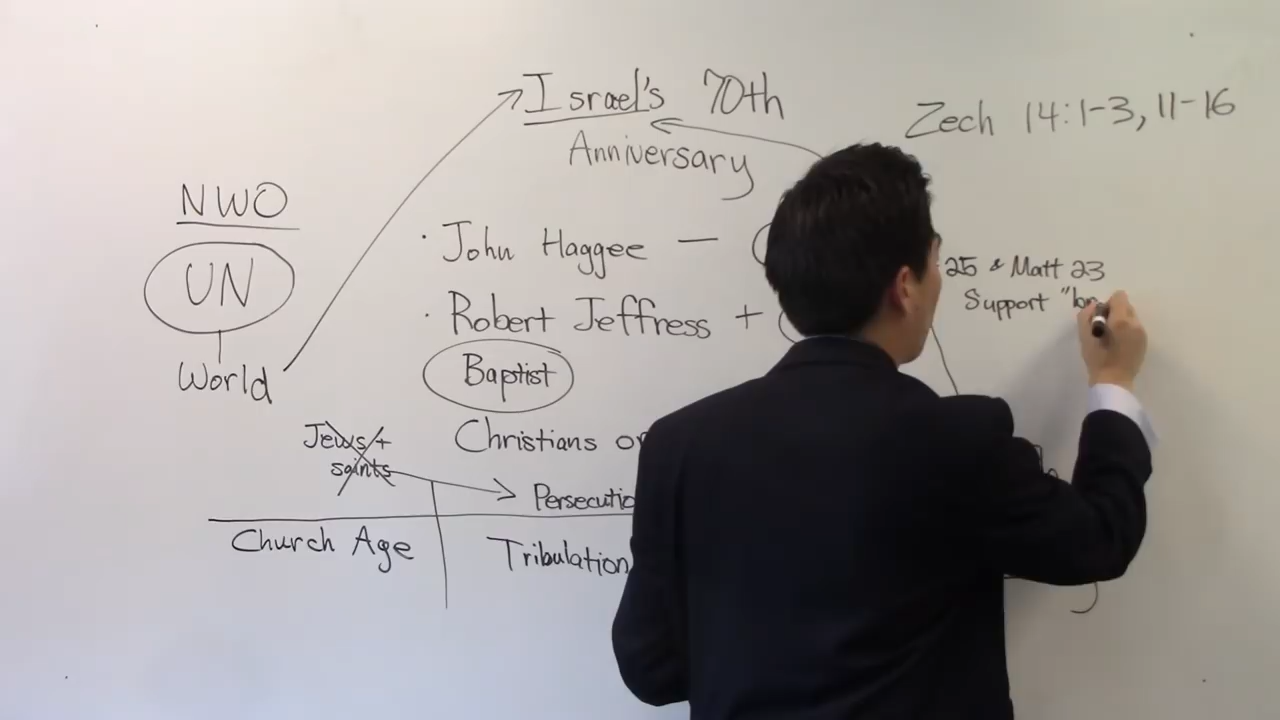 Israel's 70th
Anniversary
Zech 14:1-3, 11-16
NWO
UN
World
· John Haggee —
· Robert Jeffress +
Baptist
25 & Matt 23
Support "
Jews +
saints
Christians
Persecutio
Church Age
Tribulation